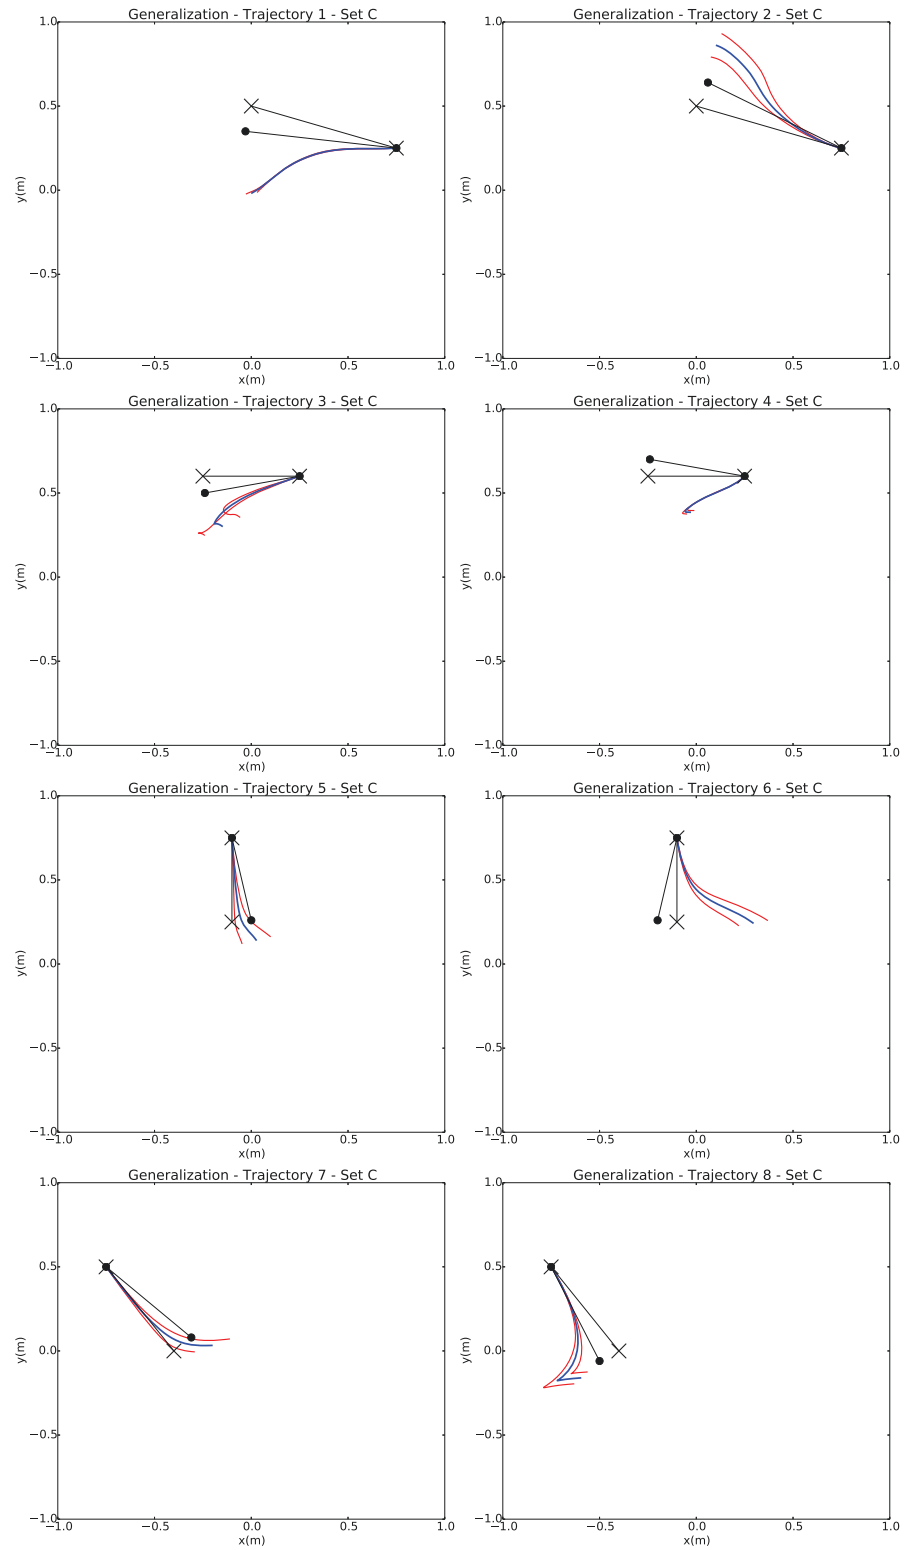 Generalization - Trajectory 1 - Set C
1.0
0.5
0.0
−0.5
−1.0
y(m)
−1.0 −0.5 0.0 0.5 1.0
x(m)
Generalization - Trajectory 2 - Set C
1.0
0.5
0.0
−0.5
−1.0
y(m)
−1.0 −0.5 0.0 0.5 1.0
x(m)
Generalization - Trajectory 3 - Set C
1.0
0.5
0.0
−0.5
−1.0
y(m)
−1.0 −0.5 0.0 0.5 1.0
x(m)
Generalization - Trajectory 4 - Set C
1.0
0.5
0.0
−0.5
−1.0
y(m)
−1.0 −0.5 0.0 0.5 1.0
x(m)
Generalization - Trajectory 5 - Set C
1.0
0.5
0.0
−0.5
−1.0
y(m)
−1.0 −0.5 0.0 0.5 1.0
x(m)
Generalization - Trajectory 6 - Set C
1.0
0.5
0.0
−0.5
−1.0
y(m)
−1.0 −0.5 0.0 0.5 1.0
x(m)
Generalization - Trajectory 7 - Set C
1.0
0.5
0.0
−0.5
−1.0
y(m)
−1.0 −0.5 0.0 0.5 1.0
x(m)
Generalization - Trajectory 8 - Set C
1.0
0.5
0.0
−0.5
−1.0
y(m)
−1.0 −0.5 0.0 0.5 1.0
x(m)